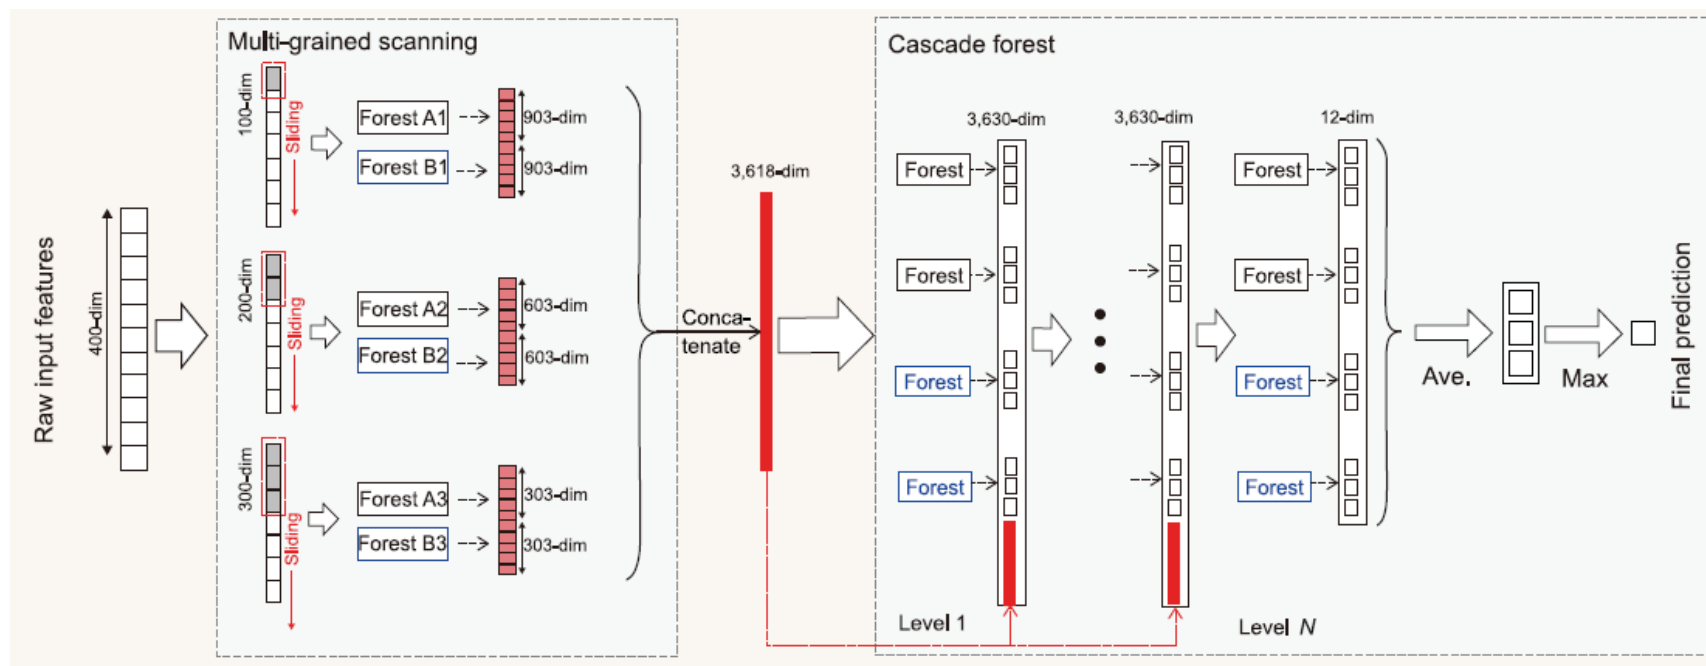 Raw input features
400-dim
Multi-grained scanning
100-dim
Sliding
Forest A1
903-dim
Forest B1
903-dim
200-dim
Sliding
Forest A2
603-dim
Forest B2
603-dim
300-dim
Sliding
Forest A3
303-dim
Forest B3
303-dim
Conca-
tenate
3,618-dim
Cascade forest
3,630-dim
Forest
Forest
Forest
Forest
Level 1
3,630-dim
12-dim
Forest
Forest
Forest
Forest
Level N
Ave.
Max
Final prediction